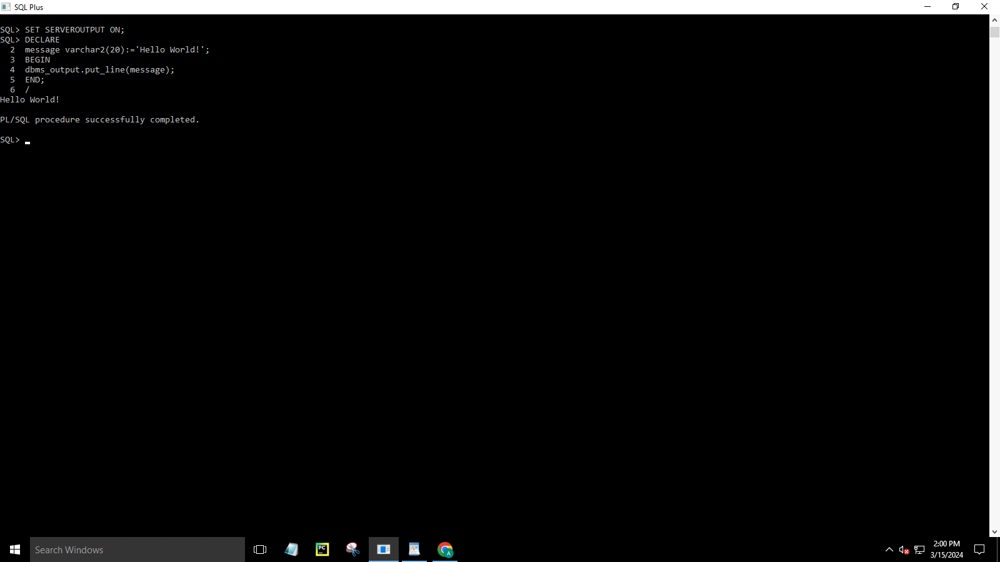 SQL Plus
SQL> SET SERVEROUTPUT ON;
SQL> DECLARE
  2  message varchar2(20):='Hello World!';
  3  BEGIN
  4  dbms_output.put_line(message);
  5  END;
  6  /
Hello World!
PL/SQL procedure successfully completed.
SQL>
Search Windows
PC
A
2:00 PM
3/15/2024